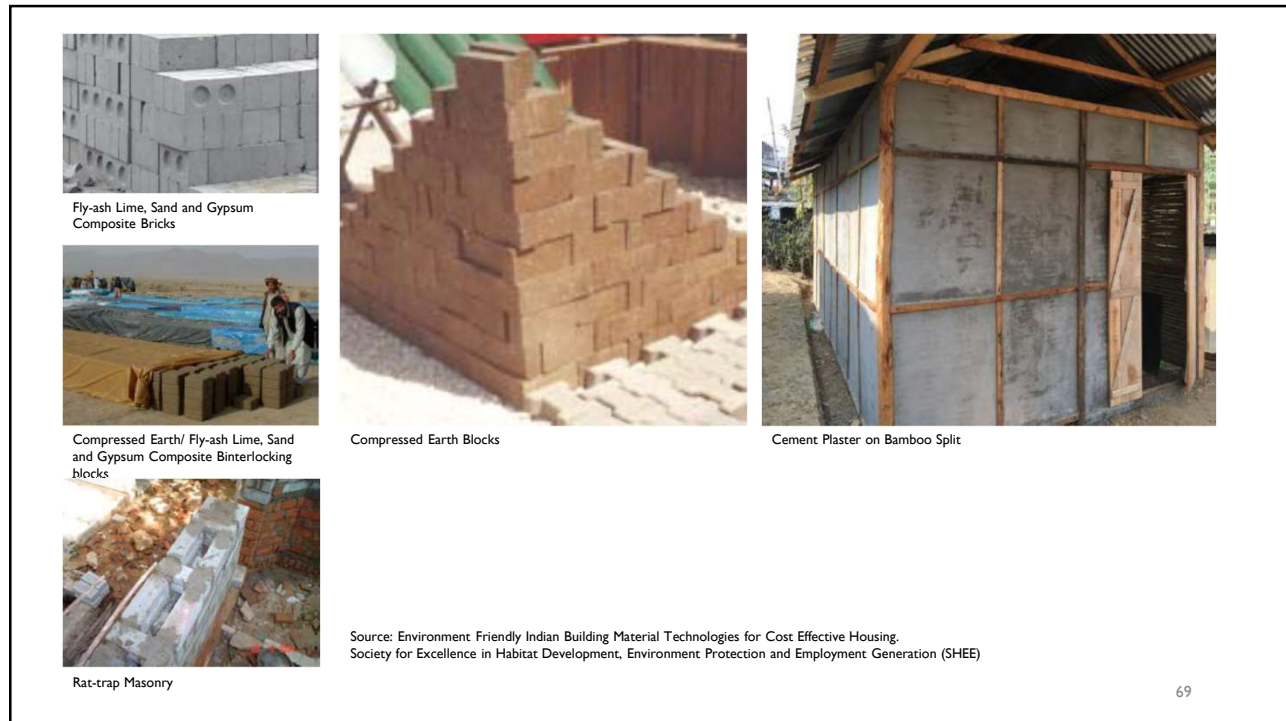 Fly-ash Lime, Sand and Gypsum
Composite Bricks
Compressed Earth/ Fly-ash Lime, Sand
and Gypsum Composite Binterlocking
blocks
Compressed Earth Blocks
Cement Plaster on Bamboo Split
Rat-trap Masonry
Source: Environment Friendly Indian Building Material Technologies for Cost Effective Housing.
Society for Excellence in Habitat Development, Environment Protection and Employment Generation (SHEE)
69